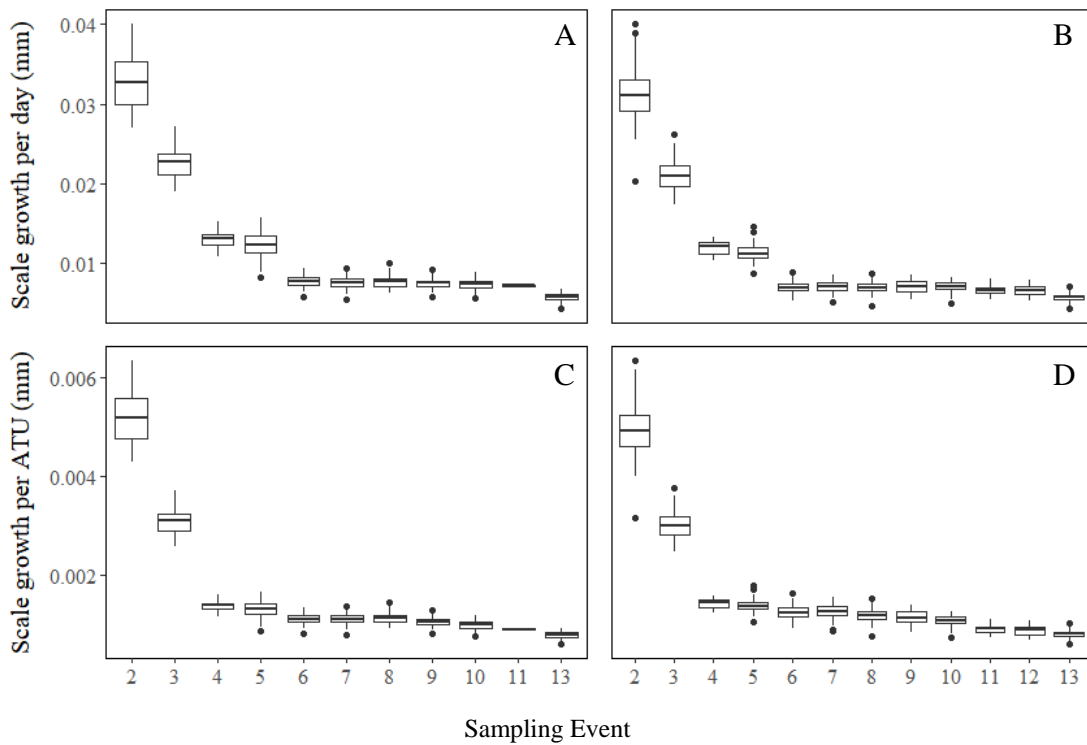 Scale growth per day (mm)
0.04
0.03
0.02
0.01
A
B
Scale growth per ATU (mm)
0.006
0.004
0.002
C
D
2 3 4 5 6 7 8 9 10 11 13
2 3 4 5 6 7 8 9 10 11 12 13
Sampling Event